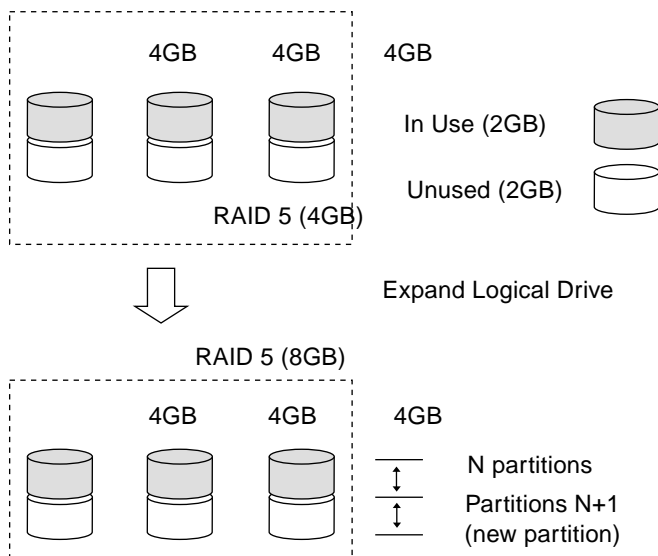 4GB 4GB 4GB
In Use (2GB)
Unused (2GB)
RAID 5 (4GB)
Expand Logical Drive
RAID 5 (8GB)
4GB 4GB 4GB
N partitions
Partitions N+1
(new partition)